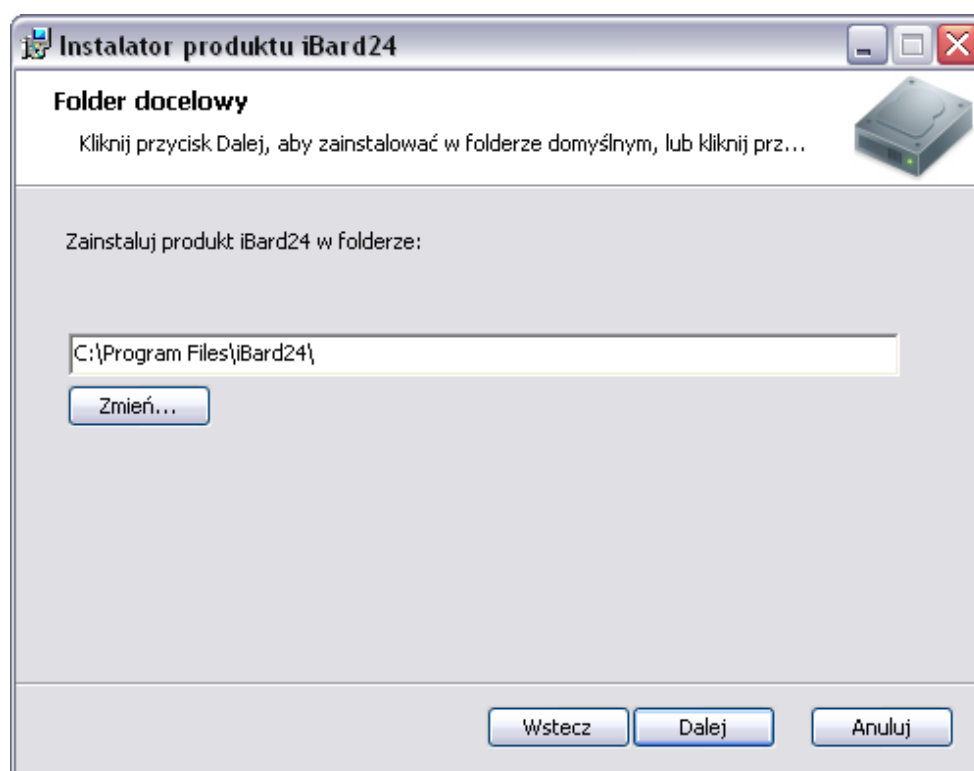 Instalator produktu iBard24
Folder docelowy
Kliknij przycisk Dalej, aby zainstalować w folderze domyślnym, lub kliknij prz...
Zainstaluj produkt iBard24 w folderze:
C:\Program Files\iBard24\
Zmień...
Wstecz Dalej Anuluj